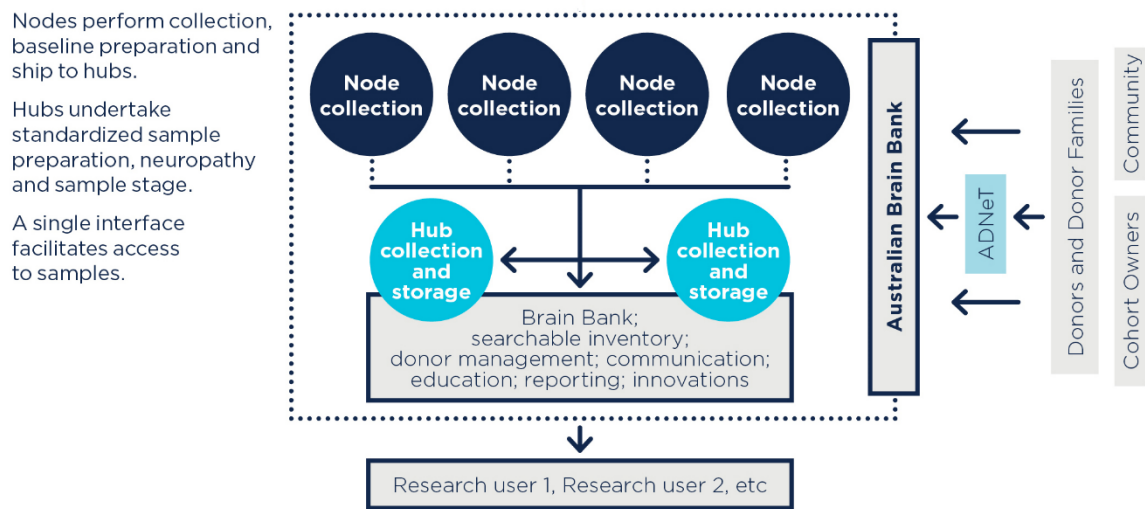 Nodes perform collection,
baseline preparation and
ship to hubs.
Hubs undertake
standardized sample
preparation, neuropathy
and sample stage.
A single interface
facilitates access
to samples.
Node
collection
Node
collection
Node
collection
Node
collection
Hub
collection
and
storage
Hub
collection
and
storage
Brain Bank;
searchable inventory;
donor management; communication;
education; reporting; innovations
Research user 1, Research user 2, etc
Australian Brain Bank
ADNeT
Donors and Donor Families
Community
Cohort Owners